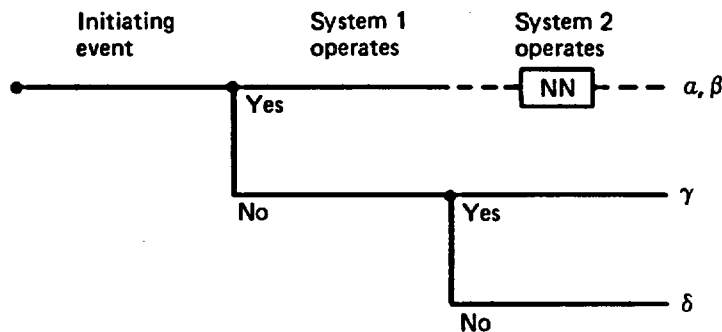 Initiating
event
System 1
operates
System 2
operates
NN
α, β
Yes
No
Yes
γ
No
δ